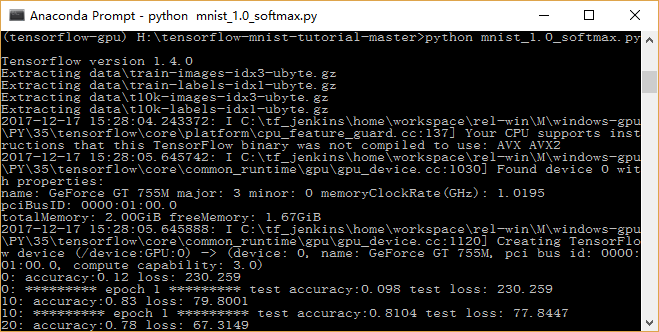 Anaconda Prompt - python  mnist_1.0_softmax.py
(tensorflow-gpu) H:\tensorflow-mnist-tutorial-master>python mnist_1.0_softmax.py
Tensorflow version 1.4.0
Extracting data\train-images-idx3-ubyte.gz
Extracting data\train-labels-idx1-ubyte.gz
Extracting data\t10k-images-idx3-ubyte.gz
Extracting data\t10k-labels-idx1-ubyte.gz
2017-12-17 15:28:04.243372: I C:\tf_jenkins\home\workspace\rel-win\M\windows-gpu
\PY\35\tensorflow\core\platform\cpu_feature_guard.cc:137] Your CPU supports inst
ructions that this TensorFlow binary was not compiled to use: AVX AVX2
2017-12-17 15:28:05.645742: I C:\tf_jenkins\home\workspace\rel-win\M\windows-gpu
\PY\35\tensorflow\core\common_runtime\gpu\gpu_device.cc:1030] Found device 0 wit
h properties:
name: GeForce GT 755M major: 3 minor: 0 memoryClockRate(GHz): 1.0195
pciBusID: 0000:01:00.0
totalMemory: 2.00GiB freeMemory: 1.67GiB
2017-12-17 15:28:05.645888: I C:\tf_jenkins\home\workspace\rel-win\M\windows-gpu
\PY\35\tensorflow\core\common_runtime\gpu\gpu_device.cc:1120] Creating TensorFlo
w device (/device:GPU:0) -> (device: 0, name: GeForce GT 755M, pci bus id: 0000:
01:00.0, compute capability: 3.0)
0: accuracy:0.12 loss: 230.259
0: ********* epoch 1 ********* test accuracy:0.098 test loss: 230.259
10: accuracy:0.83 loss: 79.8001
10: ********* epoch 1 ********* test accuracy:0.8104 test loss: 77.8447
20: accuracy:0.78 loss: 67.3149